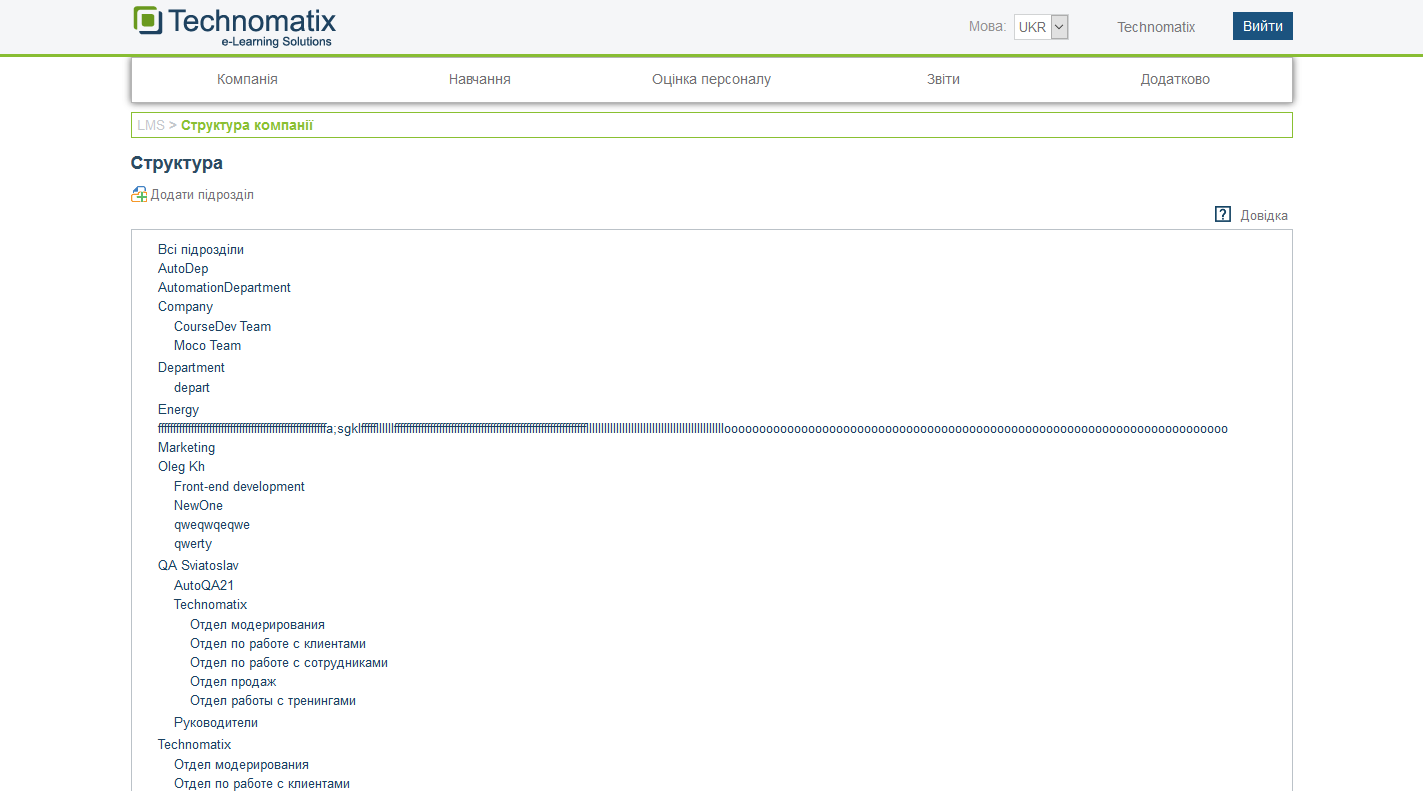 Technomatix
e-Learning Solutions
Мова: UKR Technomatix Вийти
Компанія Навчання Оцінка персоналу Звіти Додатково
LMS > Структура компанії
Структура
Додати підрозділ
? Довідка
Всі підрозділи
AutoDep
AutomationDepartment
Company
CourseDev Team
Moco Team
Department
depart
Energy
Marketing
Oleg Kh
Front-end development
NewOne
qweqwqeqwe
qwerty
QA Sviatoslav
AutoQA21
Technomatix
Отдел модерирования
Отдел по работе с клиентами
Отдел по работе с сотрудниками
Отдел продаж
Отдел работы с тренингами
Руководители
Technomatix
Отдел модерирования
Отдел по работе с клиентами